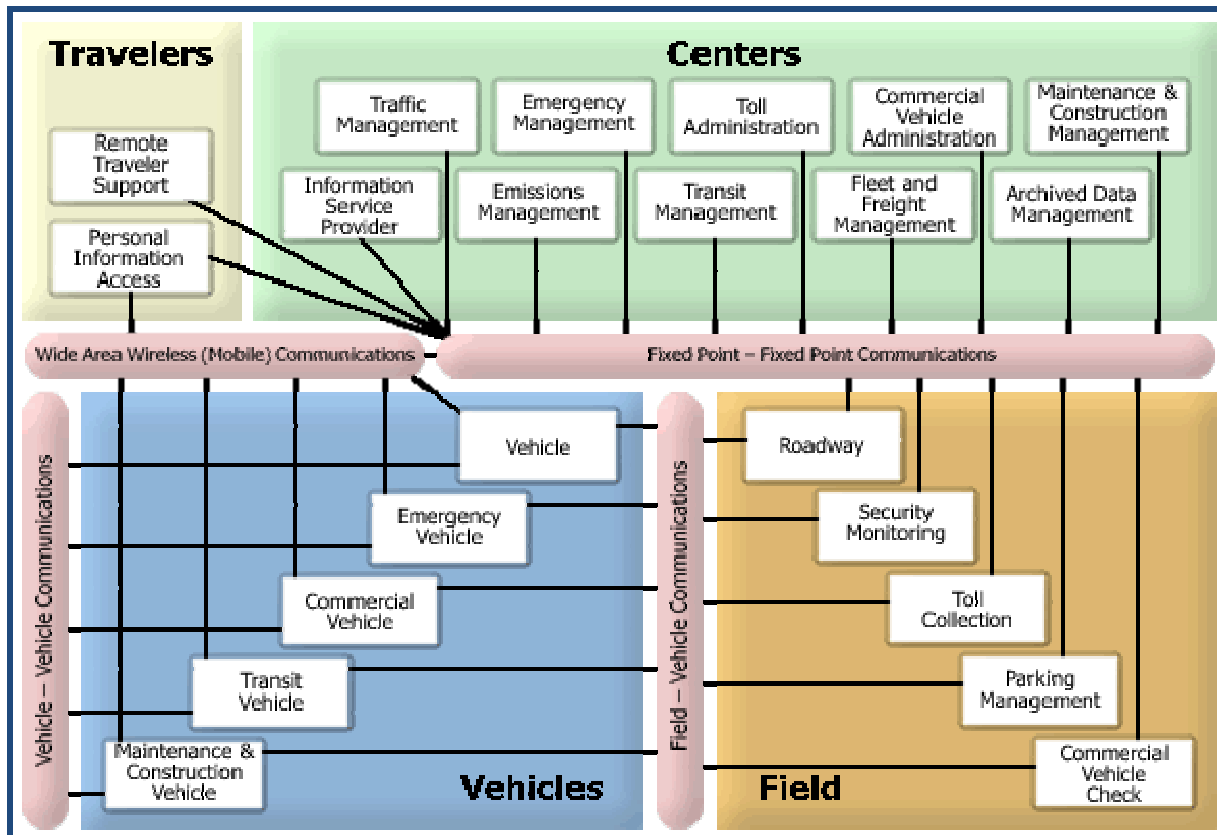 Travelers
Remote
Traveler
Support
Personal
Information
Access
Centers
Traffic
Management
Emergency
Management
Toll
Administration
Commercial
Vehicle
Administration
Maintenance &
Construction
Management
Information
Service
Provider
Emissions
Management
Transit
Management
Fleet and
Freight
Management
Archived Data
Management
Wide Area Wireless (Mobile) Communications
Fixed Point – Fixed Point Communications
Vehicle – Vehicle Communications
Vehicle
Emergency
Vehicle
Commercial
Vehicle
Transit
Vehicle
Maintenance &
Construction
Vehicle
Vehicles
Field – Vehicle Communications
Roadway
Security
Monitoring
Toll
Collection
Parking
Management
Commercial
Vehicle
Check
Field